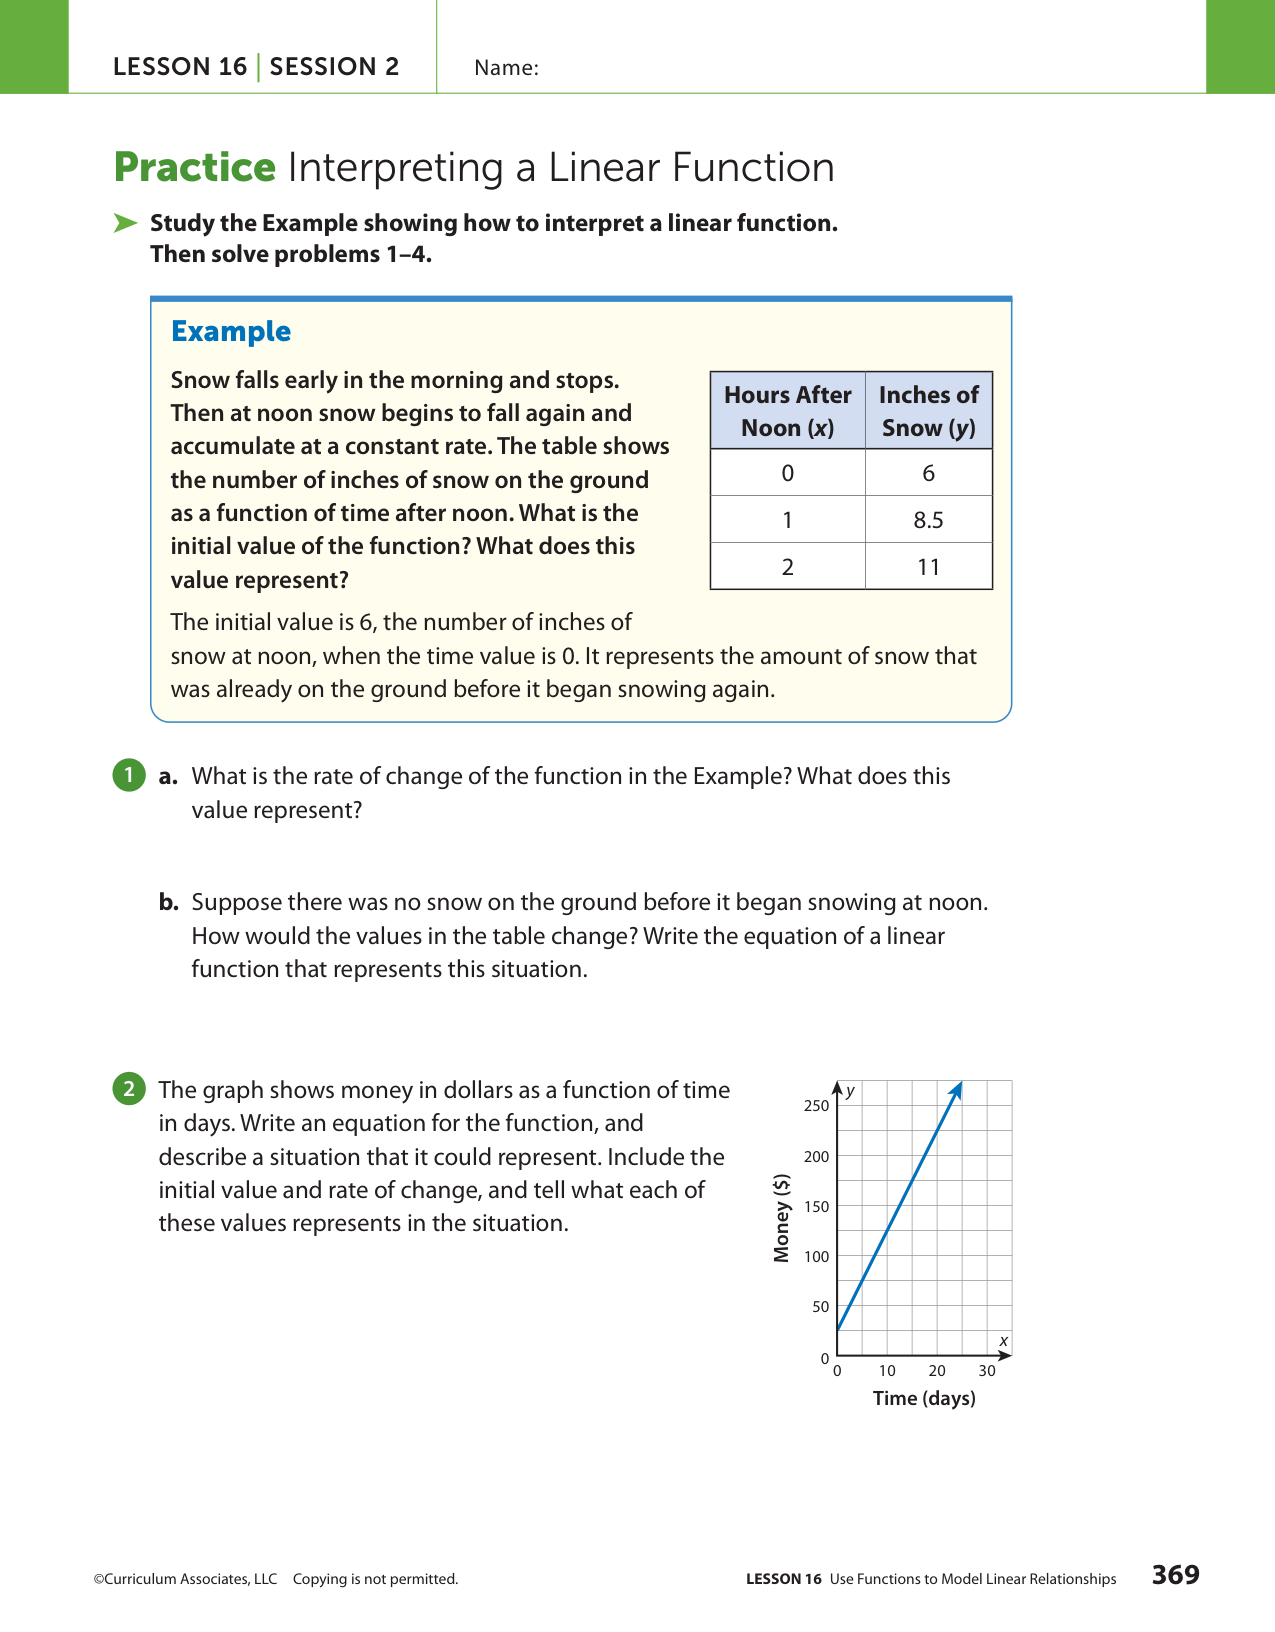 LESSON 16 | SESSION 2
Name:
Practice Interpreting a Linear Function
Study the Example showing how to interpret a linear function.
Then solve problems 1–4.
Example
Snow falls early in the morning and stops.
Then at noon snow begins to fall again and
accumulate at a constant rate. The table shows
the number of inches of snow on the ground
as a function of time after noon. What is the
initial value of the function? What does this
value represent?
Hours After Inches of
Noon (x) Snow (y)
0 6
1 8.5
2 11
The initial value is 6, the number of inches of
snow at noon, when the time value is 0. It represents the amount of snow that
was already on the ground before it began snowing again.
1 a. What is the rate of change of the function in the Example? What does this
value represent?
b. Suppose there was no snow on the ground before it began snowing at noon.
How would the values in the table change? Write the equation of a linear
function that represents this situation.
2 The graph shows money in dollars as a function of time
in days. Write an equation for the function, and
describe a situation that it could represent. Include the
initial value and rate of change, and tell what each of
these values represents in the situation.
y
250
200
150
100
50
0
Money ($)
x
0 10 20 30
Time (days)
©Curriculum Associates, LLC Copying is not permitted.
LESSON 16 Use Functions to Model Linear Relationships 369